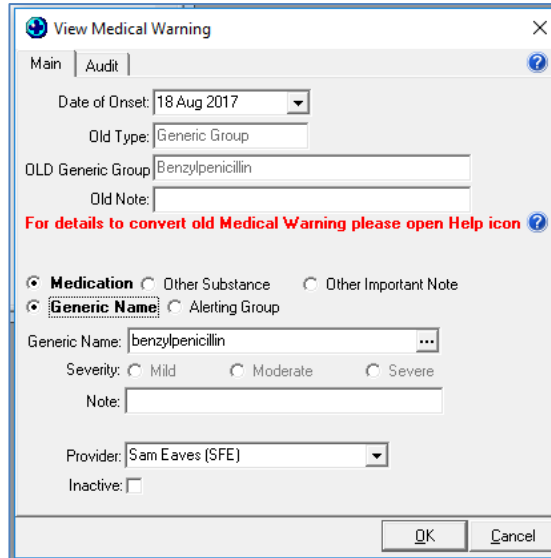 View Medical Warning
Main Audit
Date of Onset: 18 Aug 2017
Old Type: Generic Group
OLD Generic Group Benzylpenicillin
Old Note:
For details to convert old Medical Warning please open Help icon
Medication Other Substance Other Important Note
Generic Name Alerting Group
Generic Name: benzylpenicillin ...
Severity: Mild Moderate Severe
Note:
Provider: Sam Eaves (SFE)
Inactive:
OK Cancel